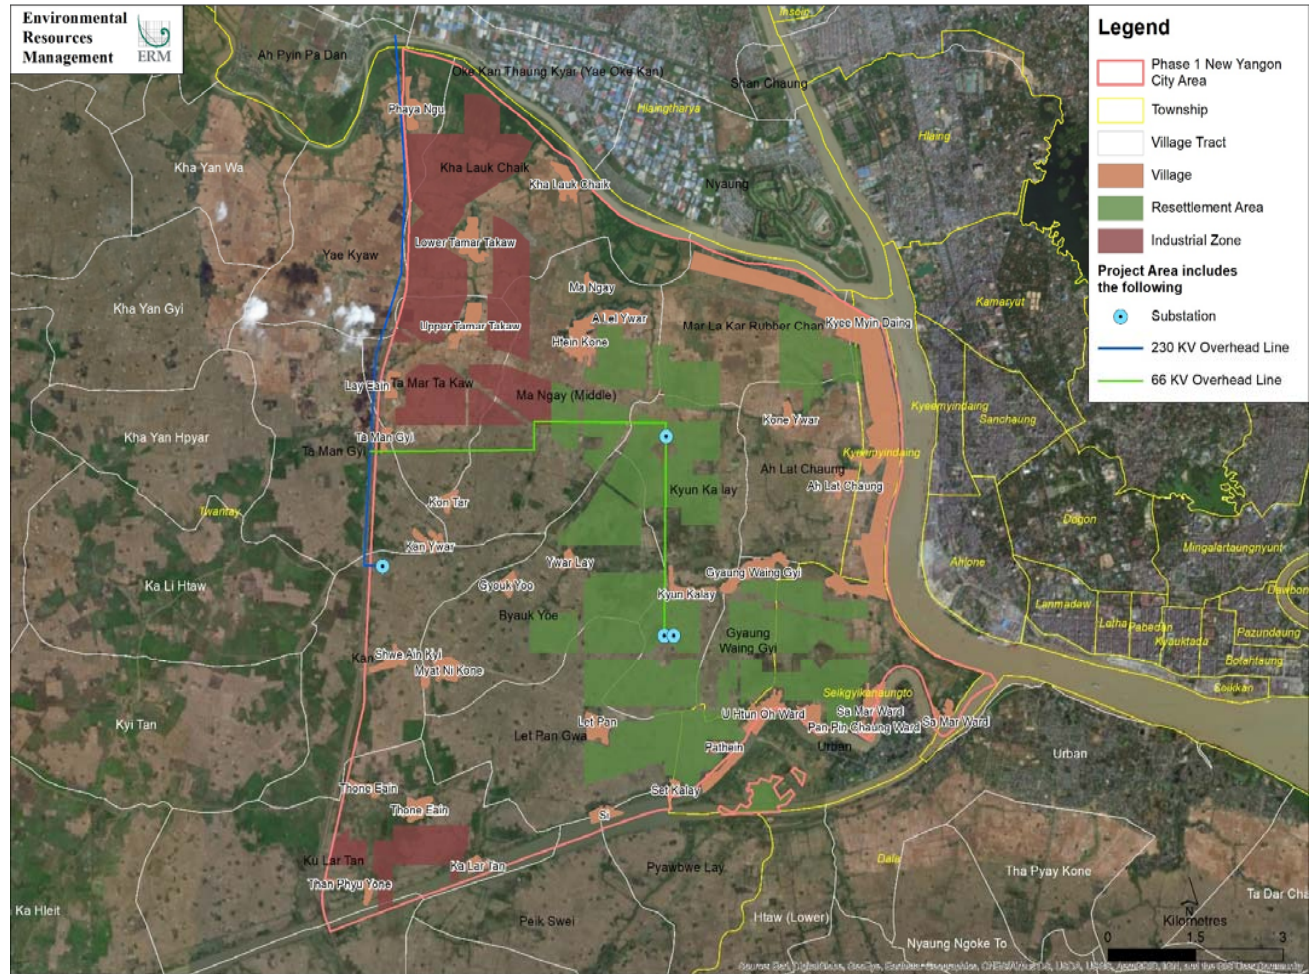 Environmental
Resources
Management
ERM
Legend
Phase 1 New Yangon
City Area
Township
Village Tract
Village
Resettlement Area
Industrial Zone
Project Area includes
the following
Substation
230 KV Overhead Line
66 KV Overhead Line
Insein
Ah Pyin Pa Dan
Oke Kan Thaung Kyar (Yae Oke Kan)
Shan Chaung
Phaya Ngu
Hlaingtharya
Hlaing
Kha Yan Wa
Kha Lauk Chaik
Kha Lauk Chaik
Nyaung
Lower Tamar Takaw
Yae Kyaw
Ma Ngay
Kha Yan Gyi
Kamaryut
A Lel Ywar
Upper Tamar Takaw
Mar La Kar Rubber Chan
Kyee Myin Daing
Htein Kone
Lay Eain
Ta Mar Ta Kaw
Ma Ngay (Middle)
Kyeemyindaing
Sanchaung
Kone Ywar
Kha Yan Hpyar
Ta Man Gyi
Ta Man Gyi
Kyeemyindaing
Ah Lat Chaung
Ah Lat Chaung
Kyun Ka lay
Kon Tar
Twantay
Dagon
Kan Ywar
Mingalartaungnyunt
Ywar Lay
Ahlone
Gyaung Waing Gyi
Ka Li Htaw
Gyouk Yoo
Kyun Kalay
Dawbon
Lanmadaw
Latha
Pabedan
Kyauktada
Pazundaung
Botahtaung
Byauk Yoe
Gyaung
Waing Gyi
Kan
Shwe Ain Kyi
Myat Ni Kone
Seikkan
Seikgyikanaungto
Kyi Tan
Let Pan
U Htun Oh Ward
Sa Mar Ward
Pan Pin Chaung Ward
Sa Mar Ward
Let Pan Gwa
Pathein
Urban
Urban
Thone Eain
Set Kalay
Thone Eain
Si
Ku Lar Tan
Ka Lar Tan
Pyawbwe Lay
Dala
Tha Pyay Kone
Than Phyu Yone
Ta Dar Cha
Ka Hleit
Peik Swei
Htaw (Lower)
Nyaung Ngoke To
N
Kilometres
0 1.5 3